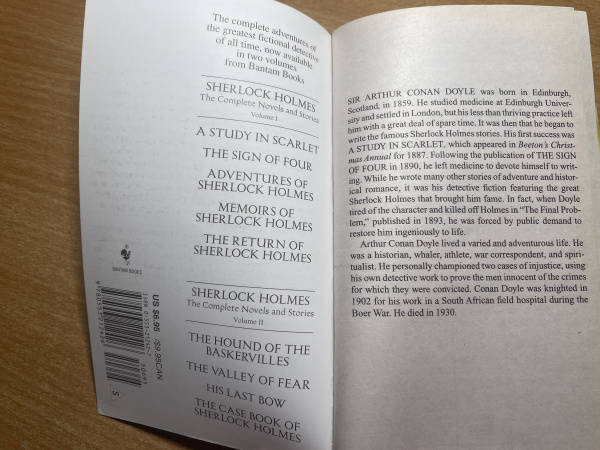 The complete adventures of
the greatest fictional detective
of all time, now available
in two volumes
from Bantam Books
SHERLOCK HOLMES
The Complete Novels and Stories
Volume I
A STUDY IN SCARLET
THE SIGN OF FOUR
ADVENTURES OF
SHERLOCK HOLMES
MEMOIRS OF
SHERLOCK HOLMES
THE RETURN OF
SHERLOCK HOLMES
SHERLOCK HOLMES
The Complete Novels and Stories
Volume II
THE HOUND OF THE
BASKERVILLES
THE VALLEY OF FEAR
HIS LAST BOW
THE CASE BOOK OF
SHERLOCK HOLMES
BANTAM BOOKS
US $6.95 /$9.95CAN
S
SIR ARTHUR CONAN DOYLE was born in Edinburgh,
Scotland, in 1859. He studied medicine at Edinburgh Univer-
sity and settled in London, but his less than thriving practice left
him with a great deal of spare time. It was then that he began to
write the famous Sherlock Holmes stories. His first success was
A STUDY IN SCARLET, which appeared in Beeton's Christ-
mas Annual for 1887. Following the publication of THE SIGN
OF FOUR in 1890, he left medicine to devote himself to writ-
ing. While he wrote many other stories of adventure and histor-
ical romance, it was his detective fiction featuring the great
Sherlock Holmes that brought him fame. In fact, when Doyle
tired of the character and killed off Holmes in "The Final Prob-
lem," published in 1893, he was forced by public demand to
restore him ingeniously to life.
Arthur Conan Doyle lived a varied and adventurous life. He
was a historian, whaler, athlete, war correspondent, and spiri-
tualist. He personally championed two cases of injustice, using
his own detective work to prove the men innocent of the crimes
for which they were convicted. Conan Doyle was knighted in
1902 for his work in a South African field hospital during the
Boer War. He died in 1930.